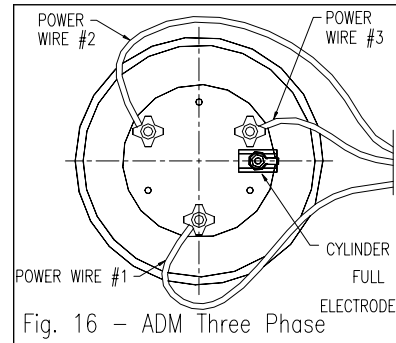 POWER
WIRE #2
POWER
WIRE #3
POWER WIRE #1
CYLINDER
FULL
ELECTRODE
Fig. 16 - ADM Three Phase